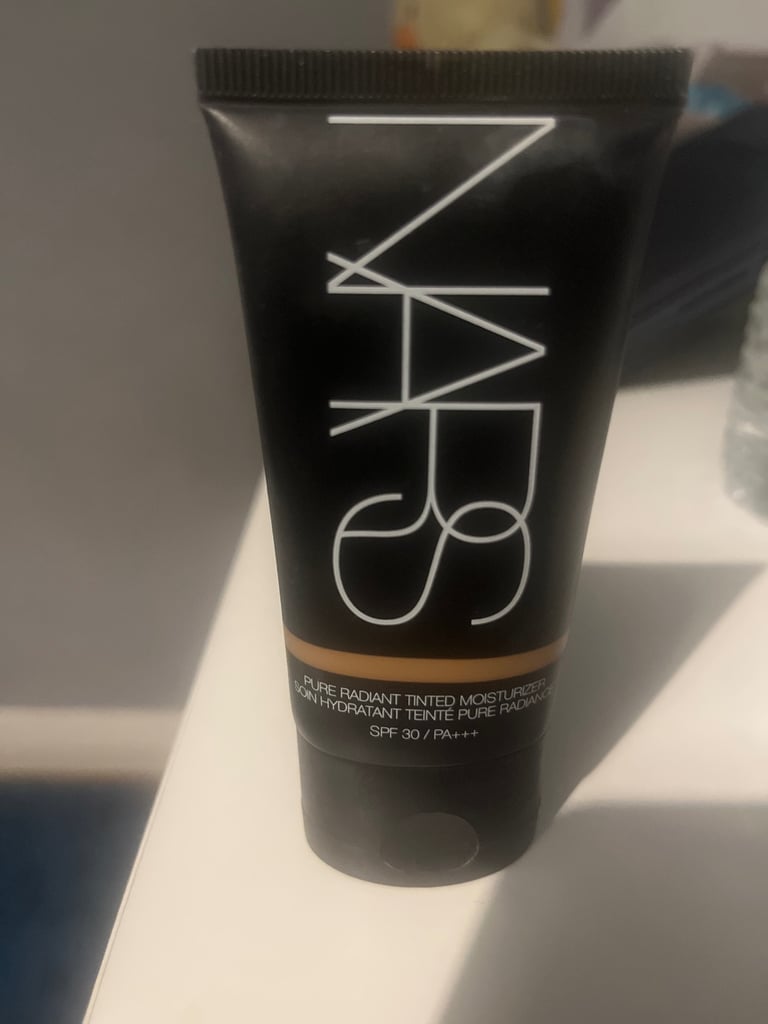 NARS
PURE RADIANT TINTED MOISTURIZER
SOIN HYDRATANT TEINTÉ PURE RADIANCE
SPF 30 / PA+++